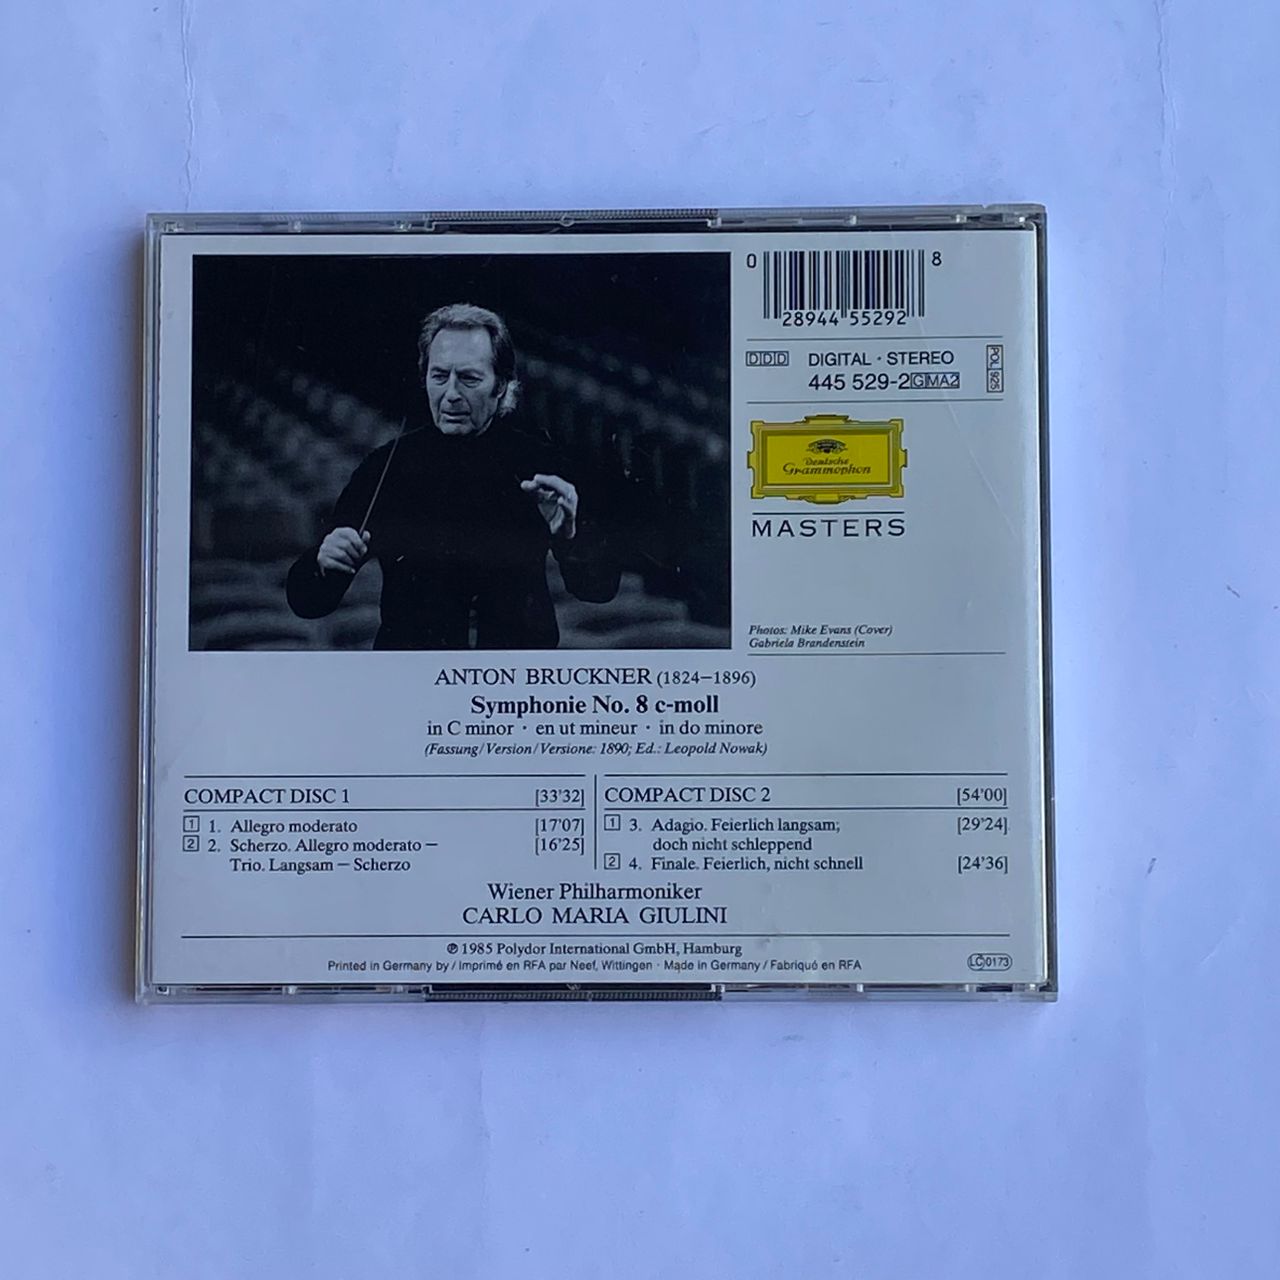 0 28944 55292 8
DDD DIGITAL · STEREO
445 529-2 GMA2
POL 925
Deutsche
Grammophon
MASTERS
Photos: Mike Evans (Cover)
Gabriela Brandenstein
ANTON BRUCKNER (1824–1896)
Symphonie No. 8 c-moll
in C minor · en ut mineur · in do minore
(Fassung/Version/Versione: 1890; Ed.: Leopold Nowak)
COMPACT DISC 1 [33'32]
1 1. Allegro moderato [17'07]
2 2. Scherzo. Allegro moderato – [16'25]
Trio. Langsam – Scherzo
COMPACT DISC 2 [54'00]
1 3. Adagio. Feierlich langsam; [29'24]
doch nicht schleppend
2 4. Finale. Feierlich, nicht schnell [24'36]
Wiener Philharmoniker
CARLO MARIA GIULINI
℗ 1985 Polydor International GmbH, Hamburg
Printed in Germany by / Imprimé en RFA par Neef, Wittingen · Made in Germany / Fabriqué en RFA
LC 0173